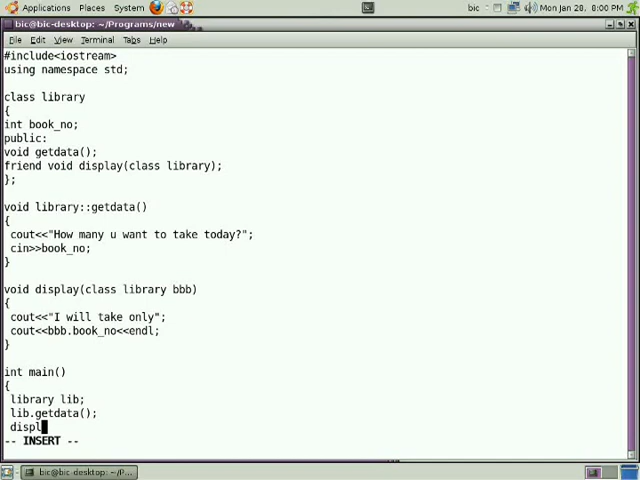 Applications Places System bic Mon Jan 28, 8:00 PM
bic@bic-desktop: ~/Programs/new
File Edit View Terminal Tabs Help
#include<iostream>
using namespace std;
class library
{
int book_no;
public:
void getdata();
friend void display(class library);
};
void library::getdata()
{
cout<<"How many u want to take today?";
cin>>book_no;
}
void display(class library bbb)
{
cout<<"I will take only";
cout<<bbb.book_no<<endl;
}
int main()
{
library lib;
lib.getdata();
displ
-- INSERT --
bic@bic-desktop: ~/P...